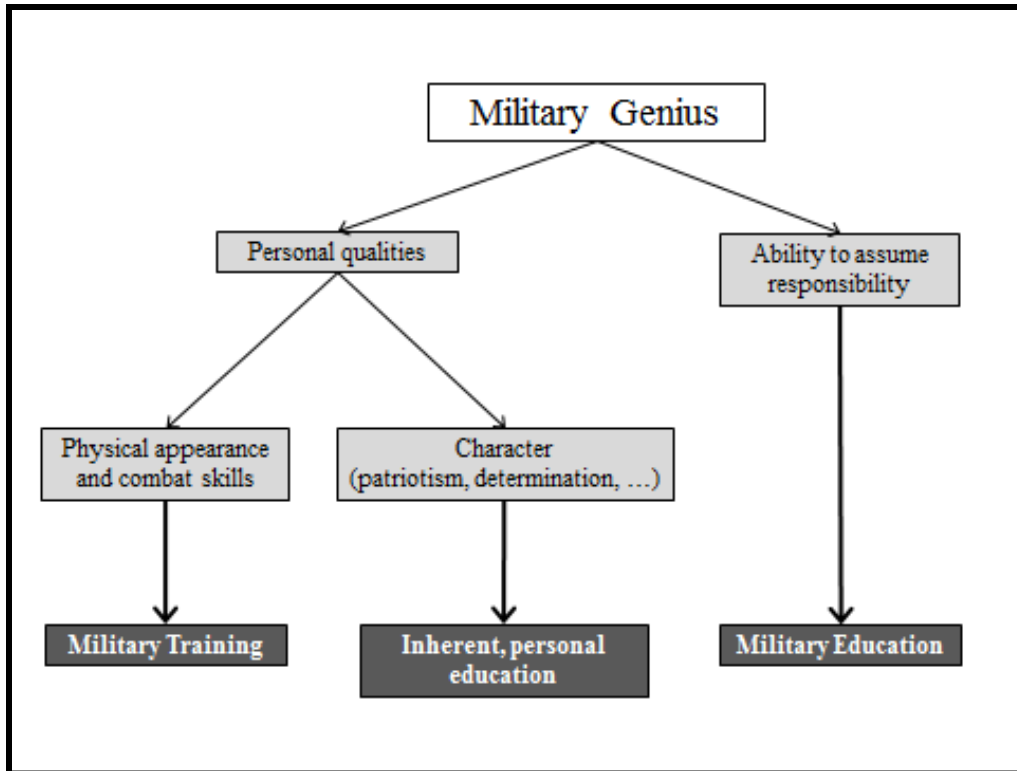 Military Genius
Personal qualities
Ability to assume
responsibility
Physical appearance
and combat skills
Character
(patriotism, determination, …)
Military Training
Inherent, personal
education
Military Education